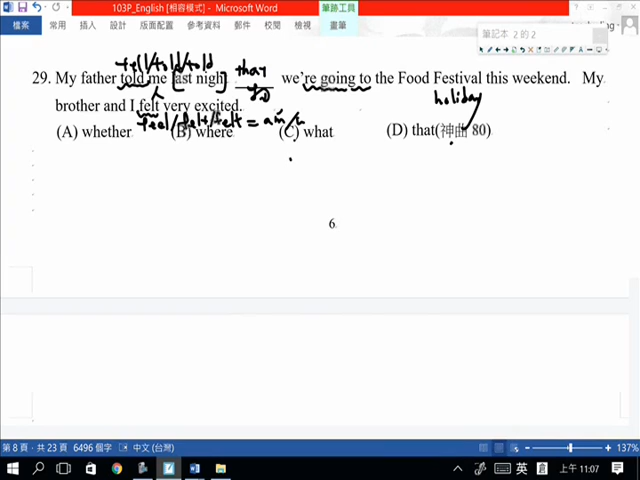 103P_English [相容模式] - Microsoft Word
筆跡工具
檔案 常用 插入 版面配置 參考資料 郵件 校閱 檢視 畫筆
筆記本 2 的 2
tell/told/told
that
29. My father told me last night we're going to the Food Festival this weekend. My
holiday
brother and I felt very excited.
feel/felt/felt = am/
(A) whether (B) where (C) what (D) that(神曲 80)
6
第 8 頁，共 23 頁 6496 個字 中文 (台灣) 137%
英 上午 11:07